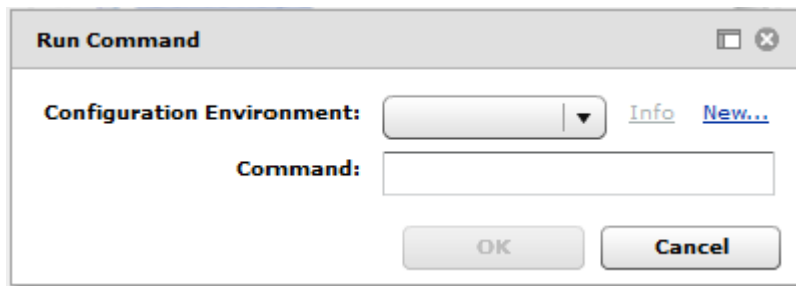 Run Command
Configuration Environment: Info New...
Command:
OK Cancel